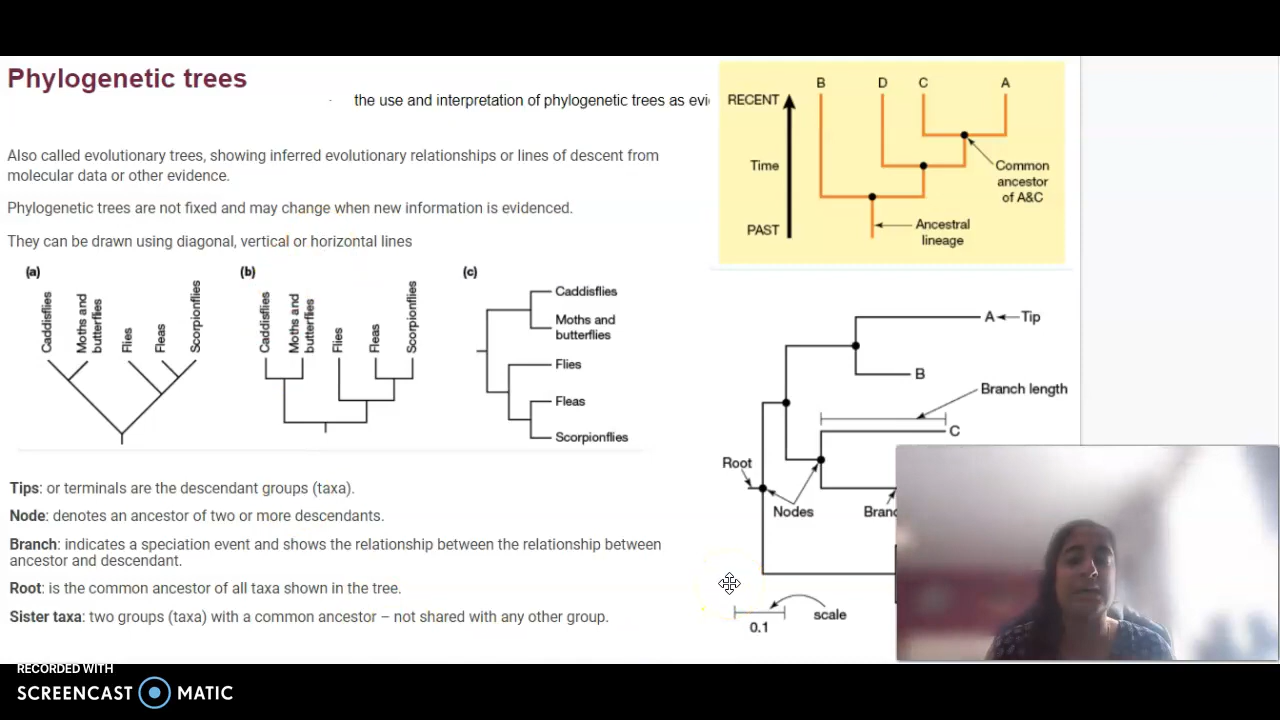 Phylogenetic trees
the use and interpretation of phylogenetic trees as evi
Also called evolutionary trees, showing inferred evolutionary relationships or lines of descent from
molecular data or other evidence.
Phylogenetic trees are not fixed and may change when new information is evidenced.
They can be drawn using diagonal, vertical or horizontal lines
(a)
Caddisflies
Moths and
butterflies
Flies
Fleas
Scorpionflies
(b)
Caddisflies
Moths and
butterflies
Flies
Fleas
Scorpionflies
(c)
Caddisflies
Moths and
butterflies
Flies
Fleas
Scorpionflies
Tips: or terminals are the descendant groups (taxa).
Node: denotes an ancestor of two or more descendants.
Branch: indicates a speciation event and shows the relationship between the relationship between
ancestor and descendant.
Root: is the common ancestor of all taxa shown in the tree.
Sister taxa: two groups (taxa) with a common ancestor – not shared with any other group.
B D C A
RECENT
Time
PAST
Common
ancestor
of A&C
Ancestral
lineage
A
Tip
B
Branch length
C
Root
Nodes
Branc
scale
0.1
RECORDED WITH
SCREENCAST MATIC